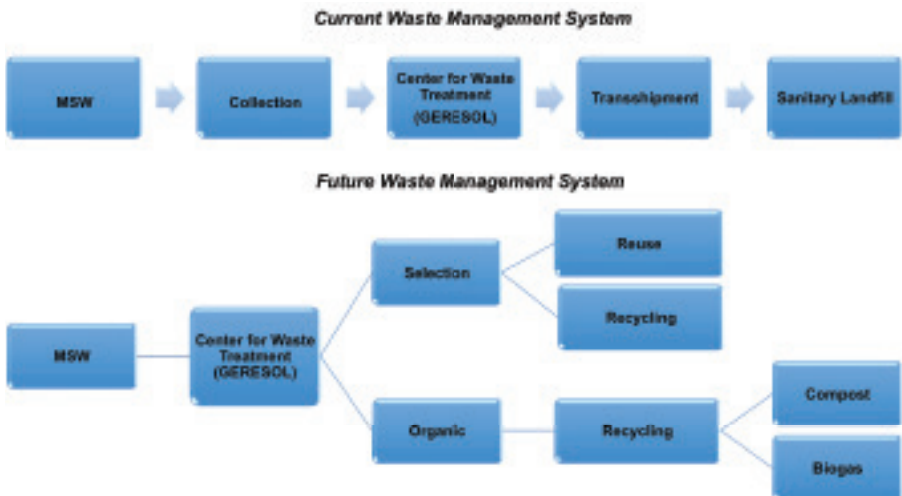 Current Waste Management System
MSW
Collection
Center for Waste
Treatment
(GERESOL)
Transshipment
Sanitary Landfill
Future Waste Management System
MSW
Center for Waste
Treatment
(GERESOL)
Selection
Reuse
Recycling
Organic
Recycling
Compost
Biogas